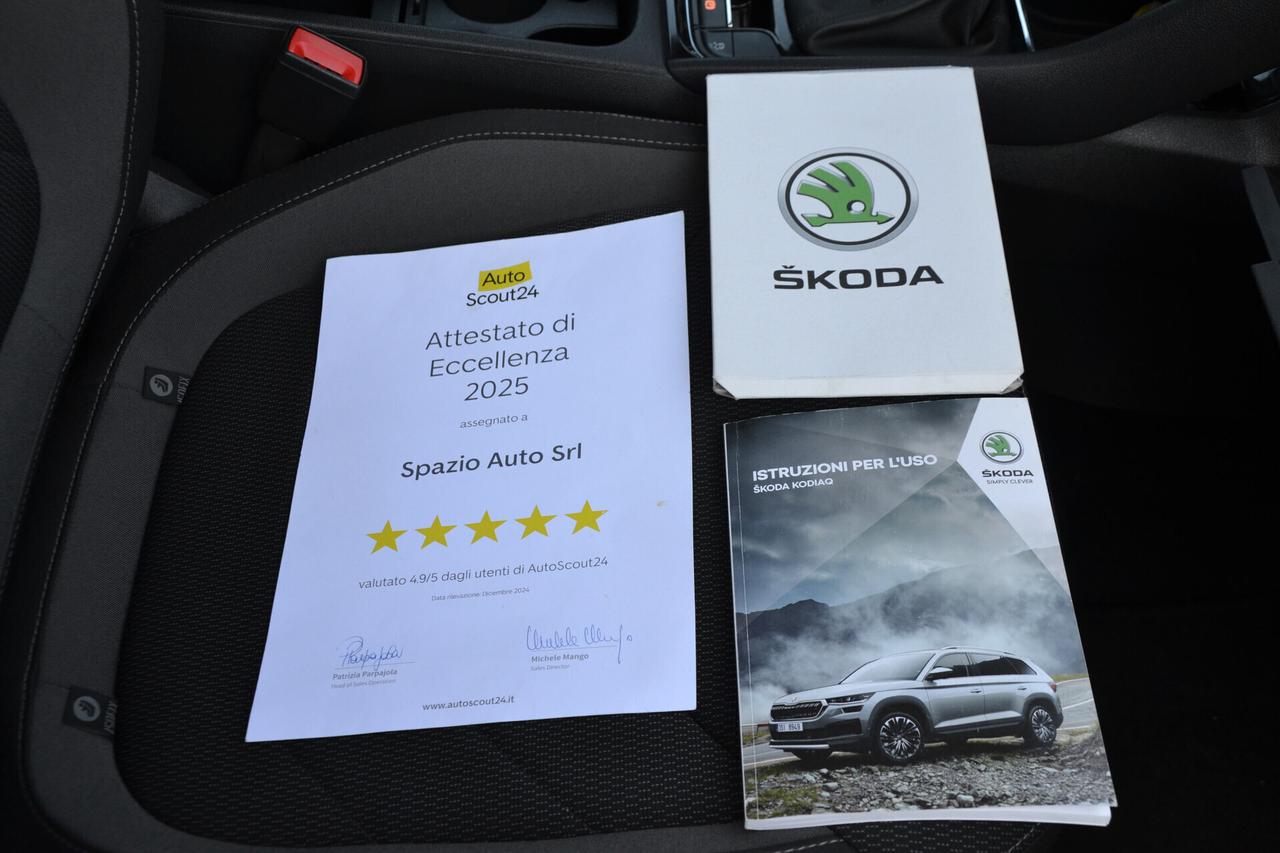 Auto
Scout24
Attestato di
Eccellenza
2025
assegnato a
Spazio Auto Srl
valutato 4.9/5 dagli utenti di AutoScout24
Data rilevazione: Dicembre 2024
Patrizia Parpajola
Head of Sales Operation
Michele Mango
Sales Director
www.autoscout24.it
ŠKODA
ISTRUZIONI PER L'USO
ŠKODA KODIAQ
ŠKODA
SIMPLY CLEVER